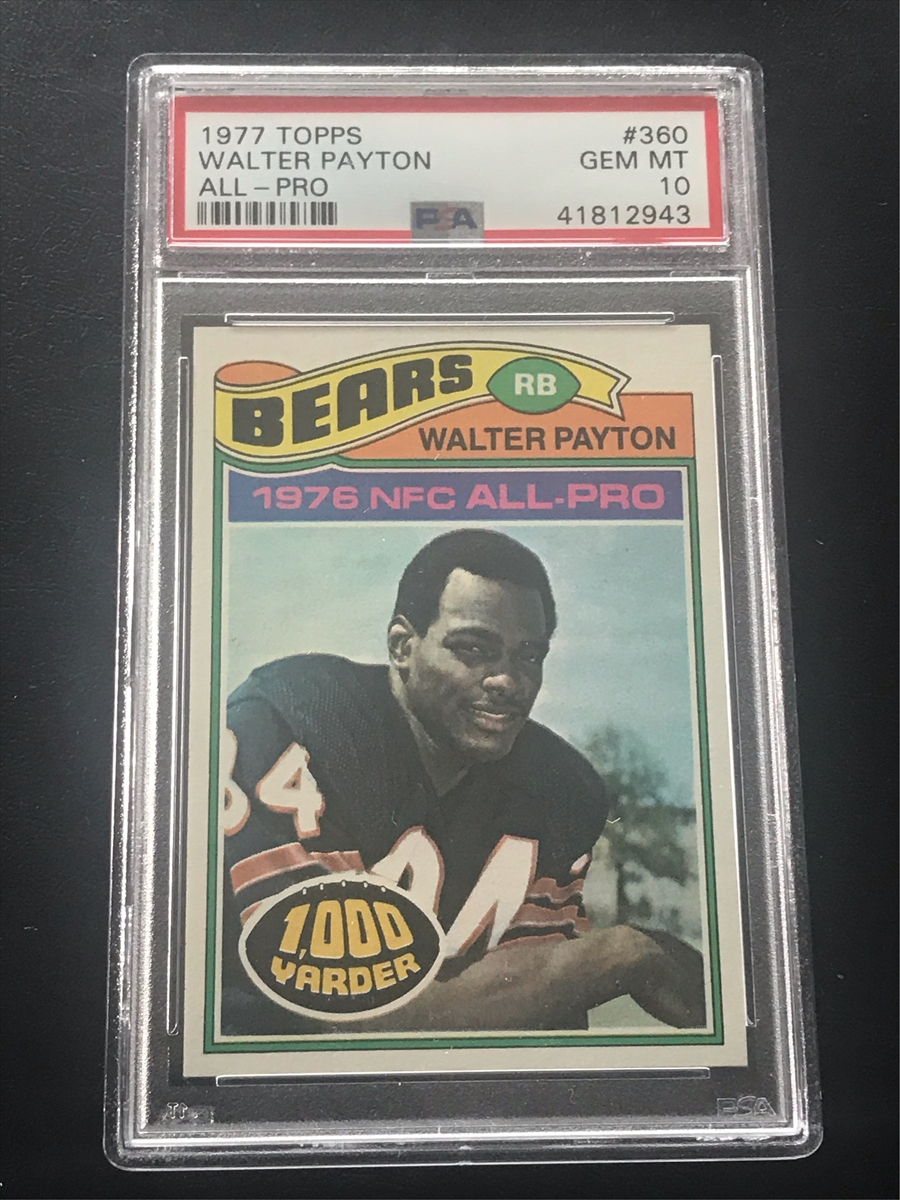 1977 TOPPS #360
WALTER PAYTON GEM MT
ALL-PRO 10
PSA 41812943
BEARS RB
WALTER PAYTON
1976 NFC ALL-PRO
34
34
1,000
YARDER
PSA